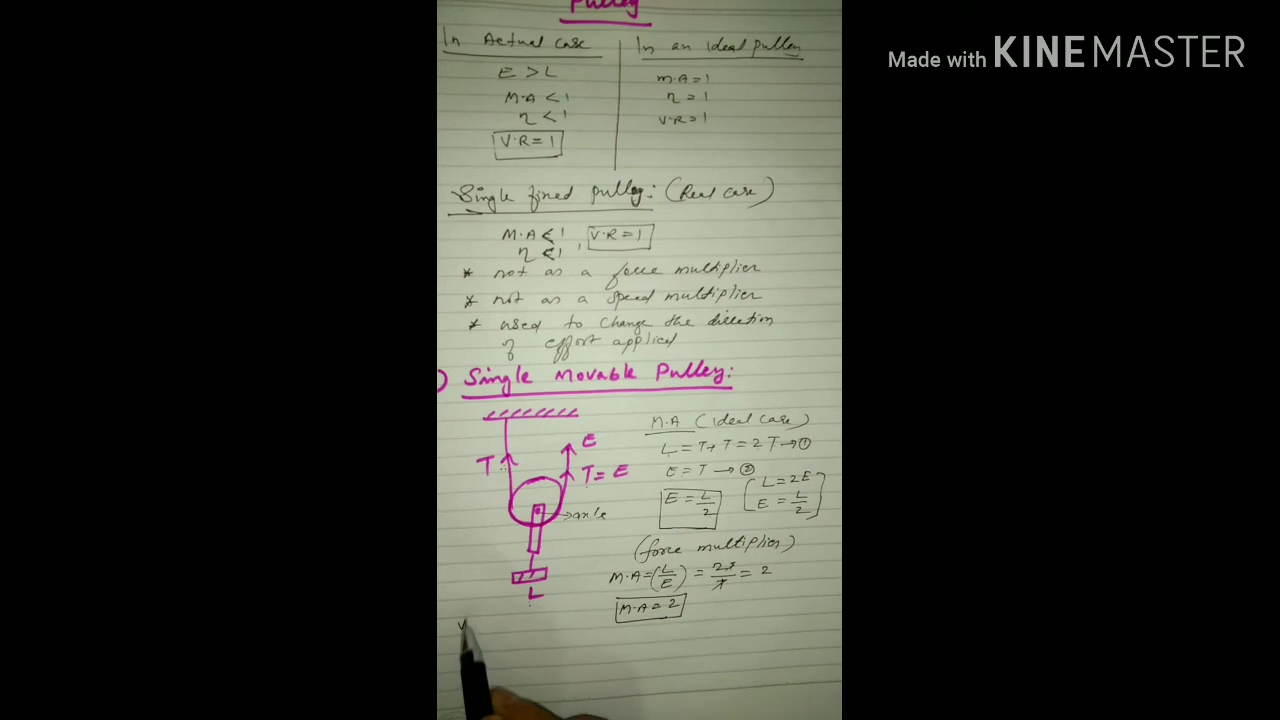 Pulley
In Actual case
E > L
M·A < 1
η < 1
V·R = 1
In an ideal pulley
M·A = 1
η = 1
V·R = 1
Single fixed pulley: (Real case)
M·A < 1 , V·R = 1
η < 1
* not as a force multiplier
* not as a speed multiplier
* used to change the direction
of effort applied
) Single Movable Pulley:
E
T
T = E
→ axle
L
M·A (ideal case)
L = T + T = 2T → ①
E = T → ②
E = L/2
[L = 2E
E = L/2]
(force multiplier)
M·A = (L/E) = 2T/T = 2
M·A = 2
V
Made with KINEMASTER